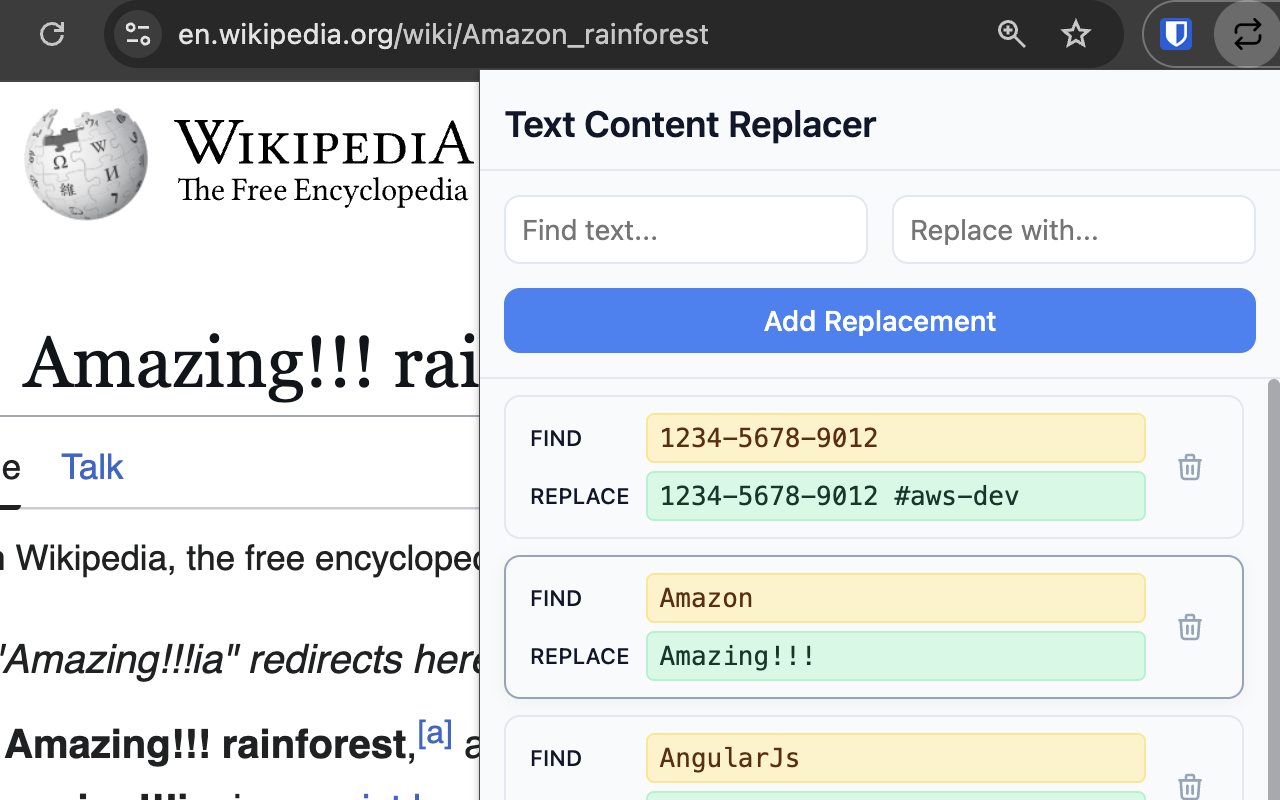 en.wikipedia.org/wiki/Amazon_rainforest
WIKIPEDIA
The Free Encyclopedia
Amazing!!! rai
e Talk
Wikipedia, the free encycloped
"Amazing!!!ia" redirects here
Amazing!!! rainforest,[a] a
Text Content Replacer
Find text...
Replace with...
Add Replacement
FIND
1234-5678-9012
REPLACE
1234-5678-9012 #aws-dev
FIND
Amazon
REPLACE
Amazing!!!
FIND
AngularJs